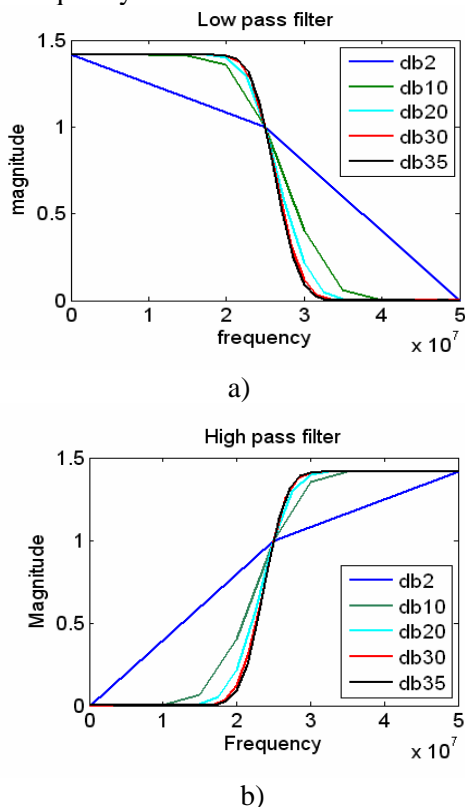 Low pass filter
1.5
1
0.5
0
magnitude
db2
db10
db20
db30
db35
0 1 2 3 4 5
frequency
x 10^7
a)
High pass filter
1.5
1
0.5
0
Magnitude
db2
db10
db20
db30
db35
0 1 2 3 4 5
Frequency
x 10^7
b)